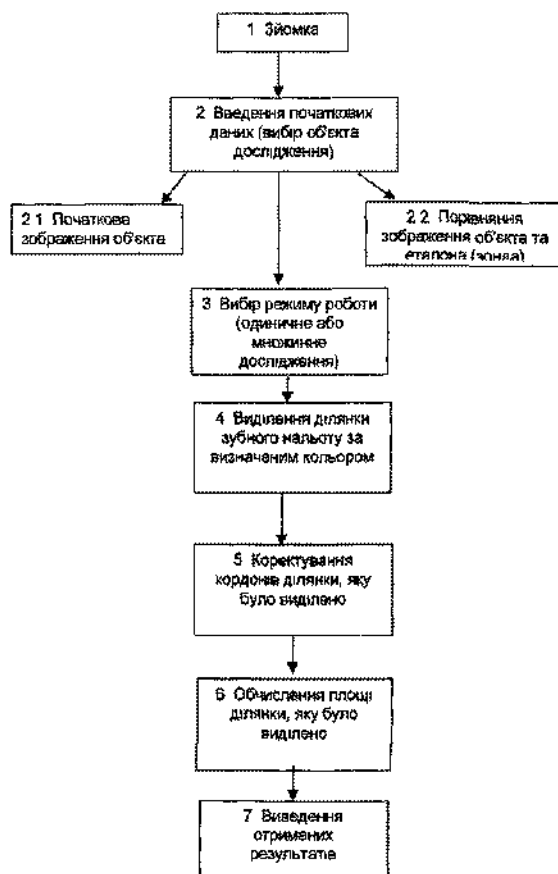 1 Зйомка
2 Введення початкових
даних (вибір об'єкта
дослідження)
2.1 Початкове
зображення об'єкта
2.2 Порівняння
зображення об'єкта та
еталона (зонда)
3 Вибір режиму роботи
(одиничне або
множинне
дослідження)
4 Виділення ділянки
зубного нальоту за
визначеним кольором
5 Коректування
кордонів ділянки, яку
було виділено
6 Обчислення площі
ділянки, яку було
виділено
7 Виведення
отримених
результатів